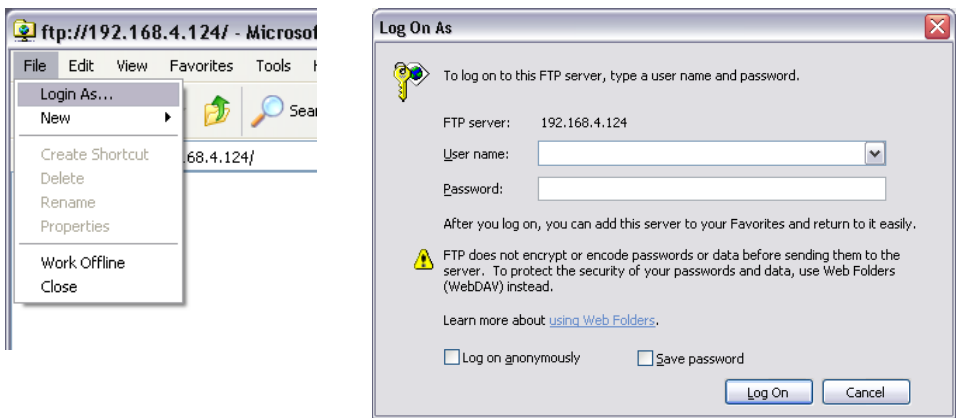 ftp://192.168.4.124/ - Microsof
File Edit View Favorites Tools
Login As...
New
Sear
Create Shortcut
.68.4.124/
Delete
Rename
Properties
Work Offline
Close
Log On As
To log on to this FTP server, type a user name and password.
FTP server: 192.168.4.124
User name:
Password:
After you log on, you can add this server to your Favorites and return to it easily.
FTP does not encrypt or encode passwords or data before sending them to the
server. To protect the security of your passwords and data, use Web Folders
(WebDAV) instead.
Learn more about using Web Folders.
Log on anonymously Save password
Log On Cancel